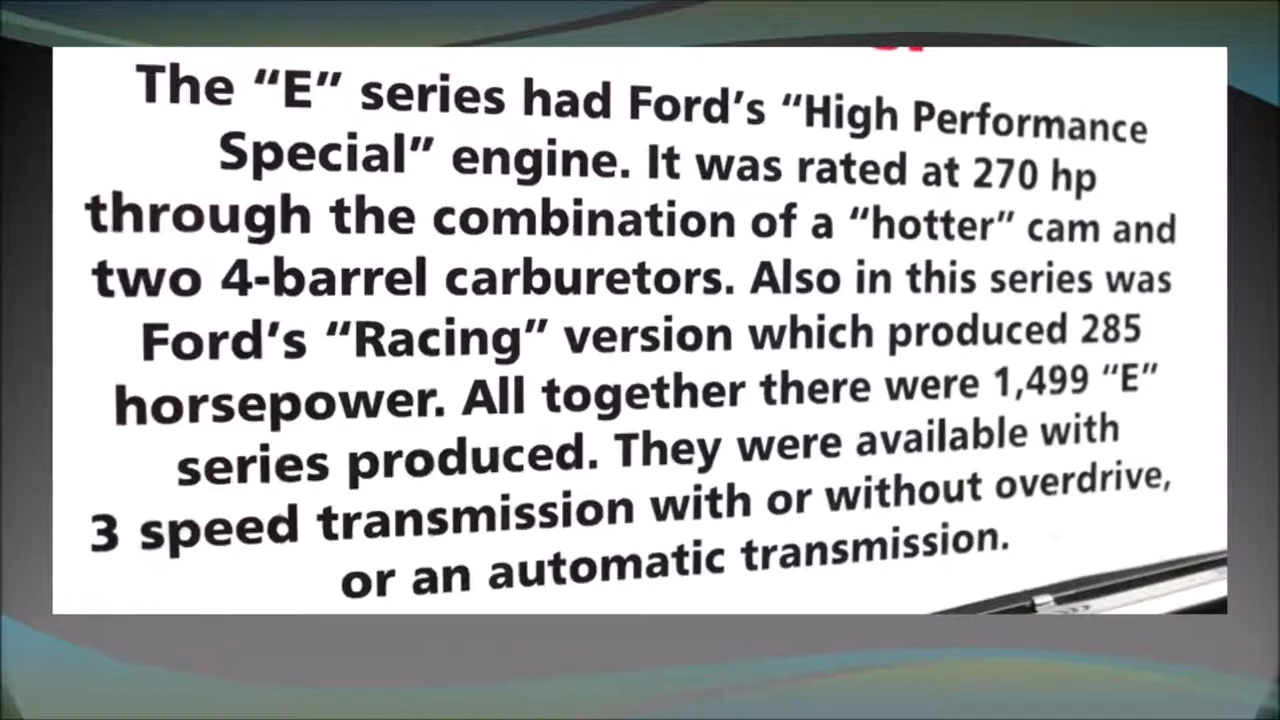 The “E” series had Ford’s “High Performance
Special” engine. It was rated at 270 hp
through the combination of a “hotter” cam and
two 4-barrel carburetors. Also in this series was
Ford’s “Racing” version which produced 285
horsepower. All together there were 1,499 “E”
series produced. They were available with
3 speed transmission with or without overdrive,
or an automatic transmission.